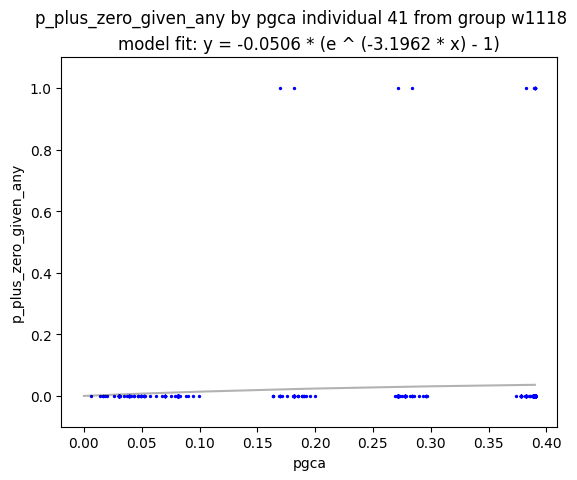 p_plus_zero_given_any by pgca individual 41 from group w1118
model fit: y = -0.0506 * (e ^ (-3.1962 * x) - 1)
1.0
0.8
0.6
0.4
0.2
0.0
p_plus_zero_given_any
0.00 0.05 0.10 0.15 0.20 0.25 0.30 0.35 0.40
pgca